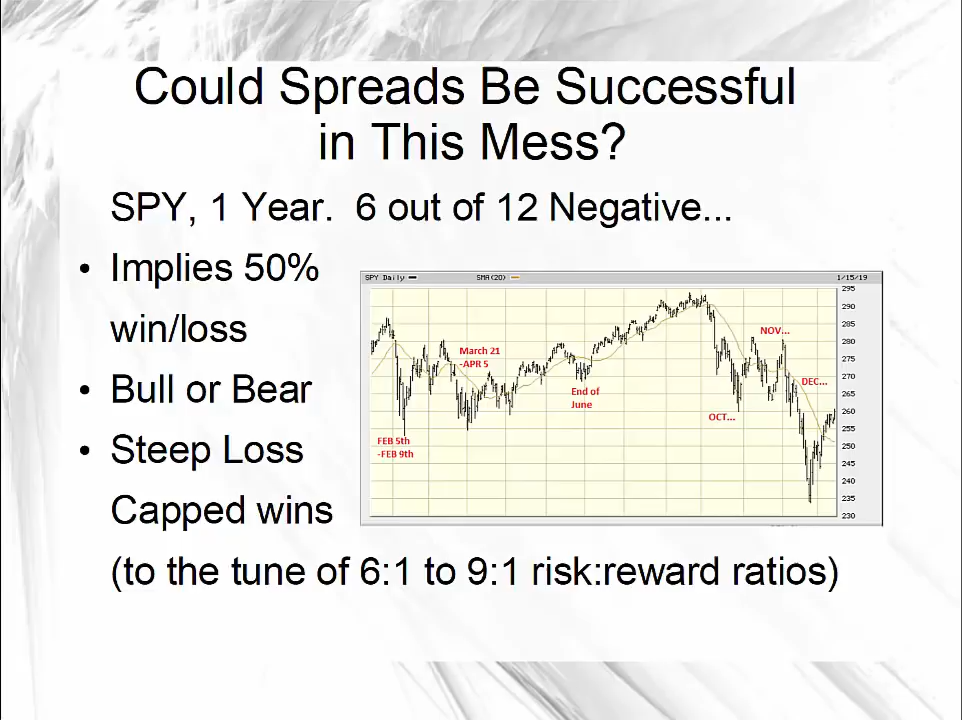 Could Spreads Be Successful
in This Mess?
SPY, 1 Year.  6 out of 12 Negative...
• Implies 50%
win/loss
• Bull or Bear
• Steep Loss
Capped wins
(to the tune of 6:1 to 9:1 risk:reward ratios)
SPY Daily
SMA(20)
1/15/19
295
290
285
280
275
270
265
260
255
250
245
240
235
230
FEB 5th
-FEB 9th
March 21
-APR 5
End of
June
OCT...
NOV...
DEC...